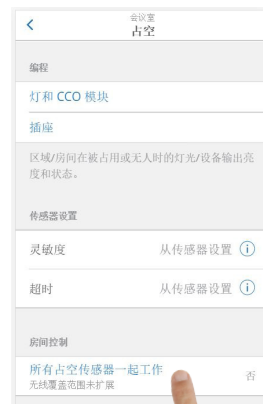 会议室
占空
编程
灯和 CCO 模块
插座
区域/房间在被占用或无人时的灯光/设备输出亮
度和状态。
传感器设置
灵敏度 从传感器设置
超时 从传感器设置
房间控制
所有占空传感器一起工作 否
无线覆盖范围未扩展